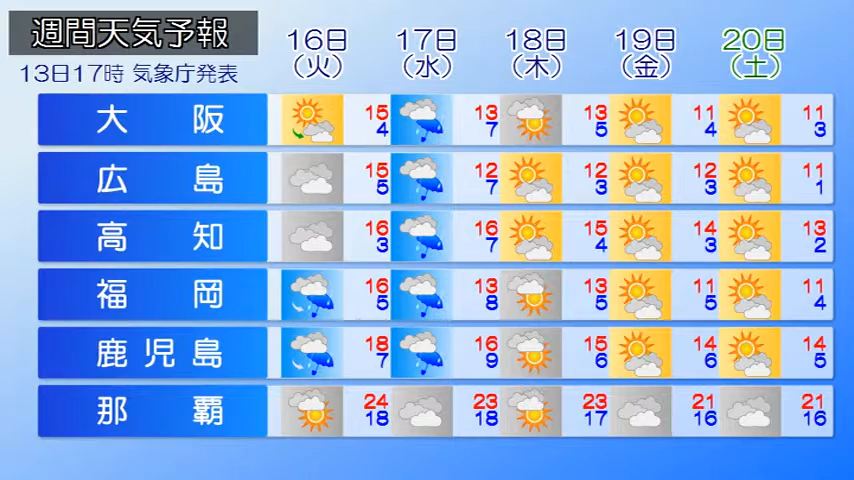 週間天気予報
13日17時 気象庁発表
16日 17日 18日 19日 20日
(火) (水) (木) (金) (土)
大阪 15 4 13 7 13 5 11 4 11 3
広島 15 5 12 7 12 3 12 3 11 1
高知 16 3 16 7 15 4 14 3 13 2
福岡 16 5 13 8 13 5 11 5 11 4
鹿児島 18 7 16 9 15 6 14 6 14 5
那覇 24 18 23 18 23 17 21 16 21 16